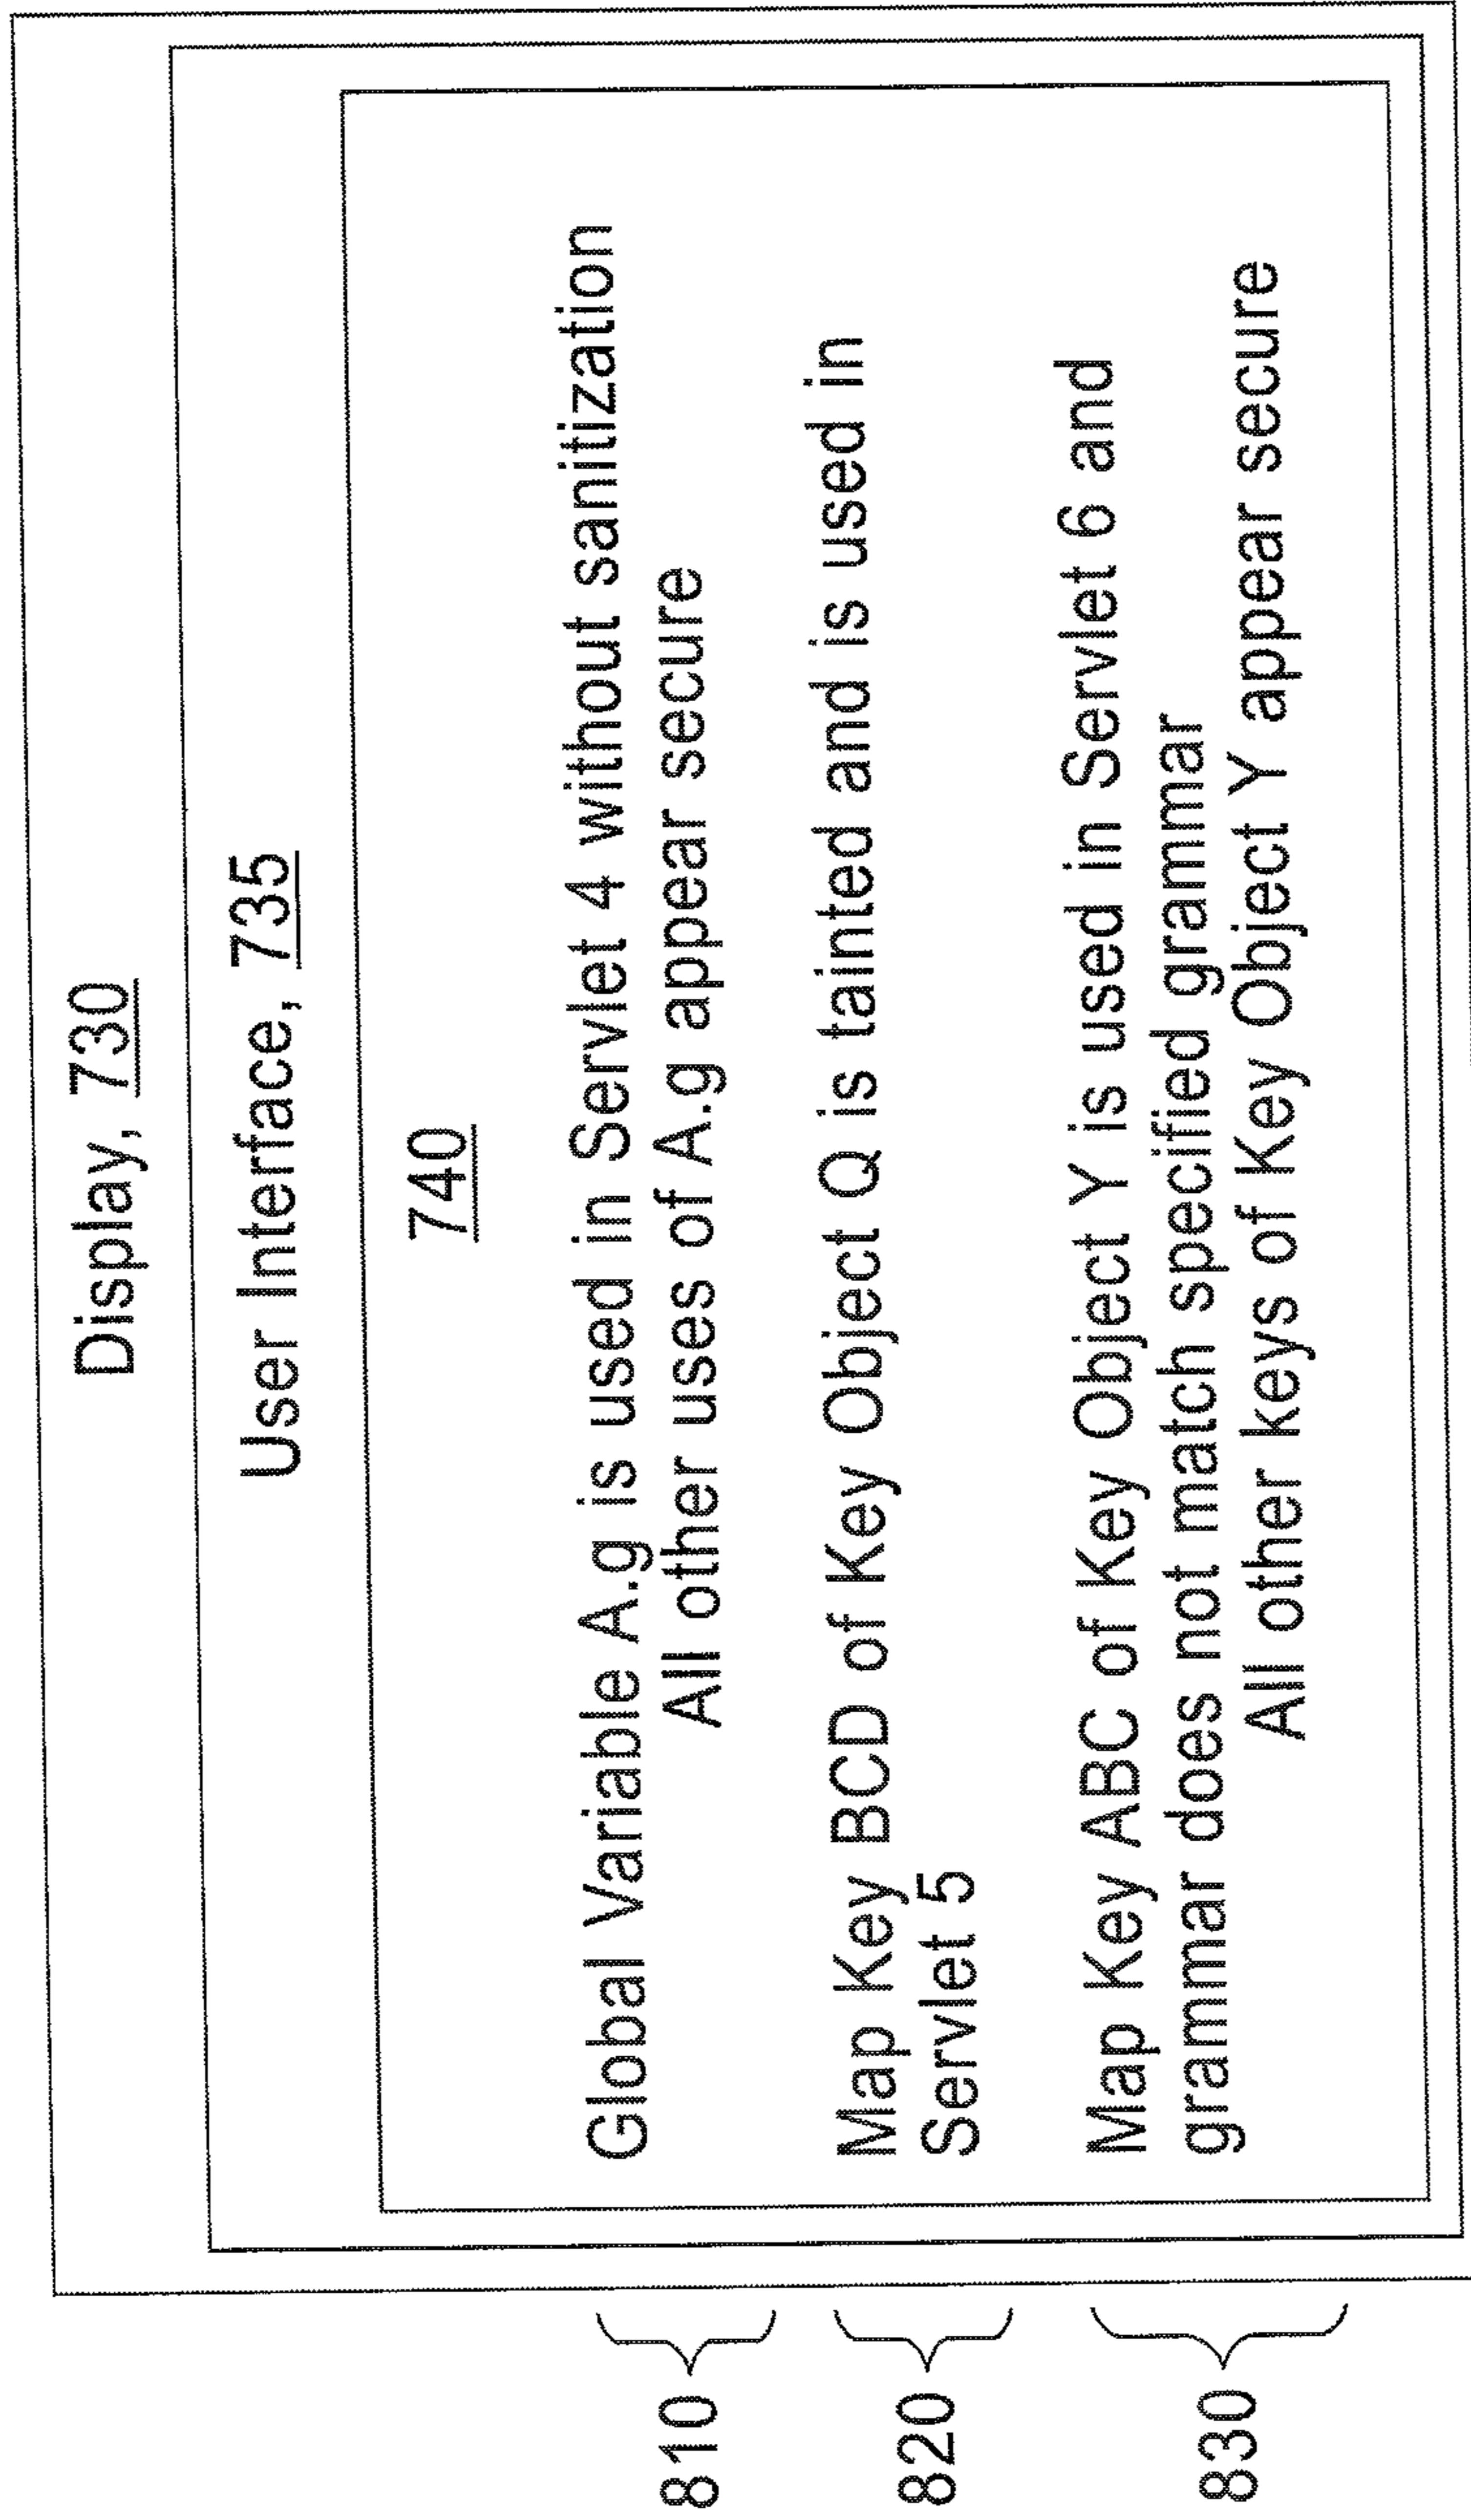 Display, 730
User Interface, 735
740
810
Global Variable A.g is used in Servlet 4 without sanitization
All other uses of A.g appear secure
820
Map Key BCD of Key Object Q is tainted and is used in
Servlet 5
830
Map Key ABC of Key Object Y is used in Servlet 6 and
grammar does not match specified grammar
All other keys of Key Object Y appear secure